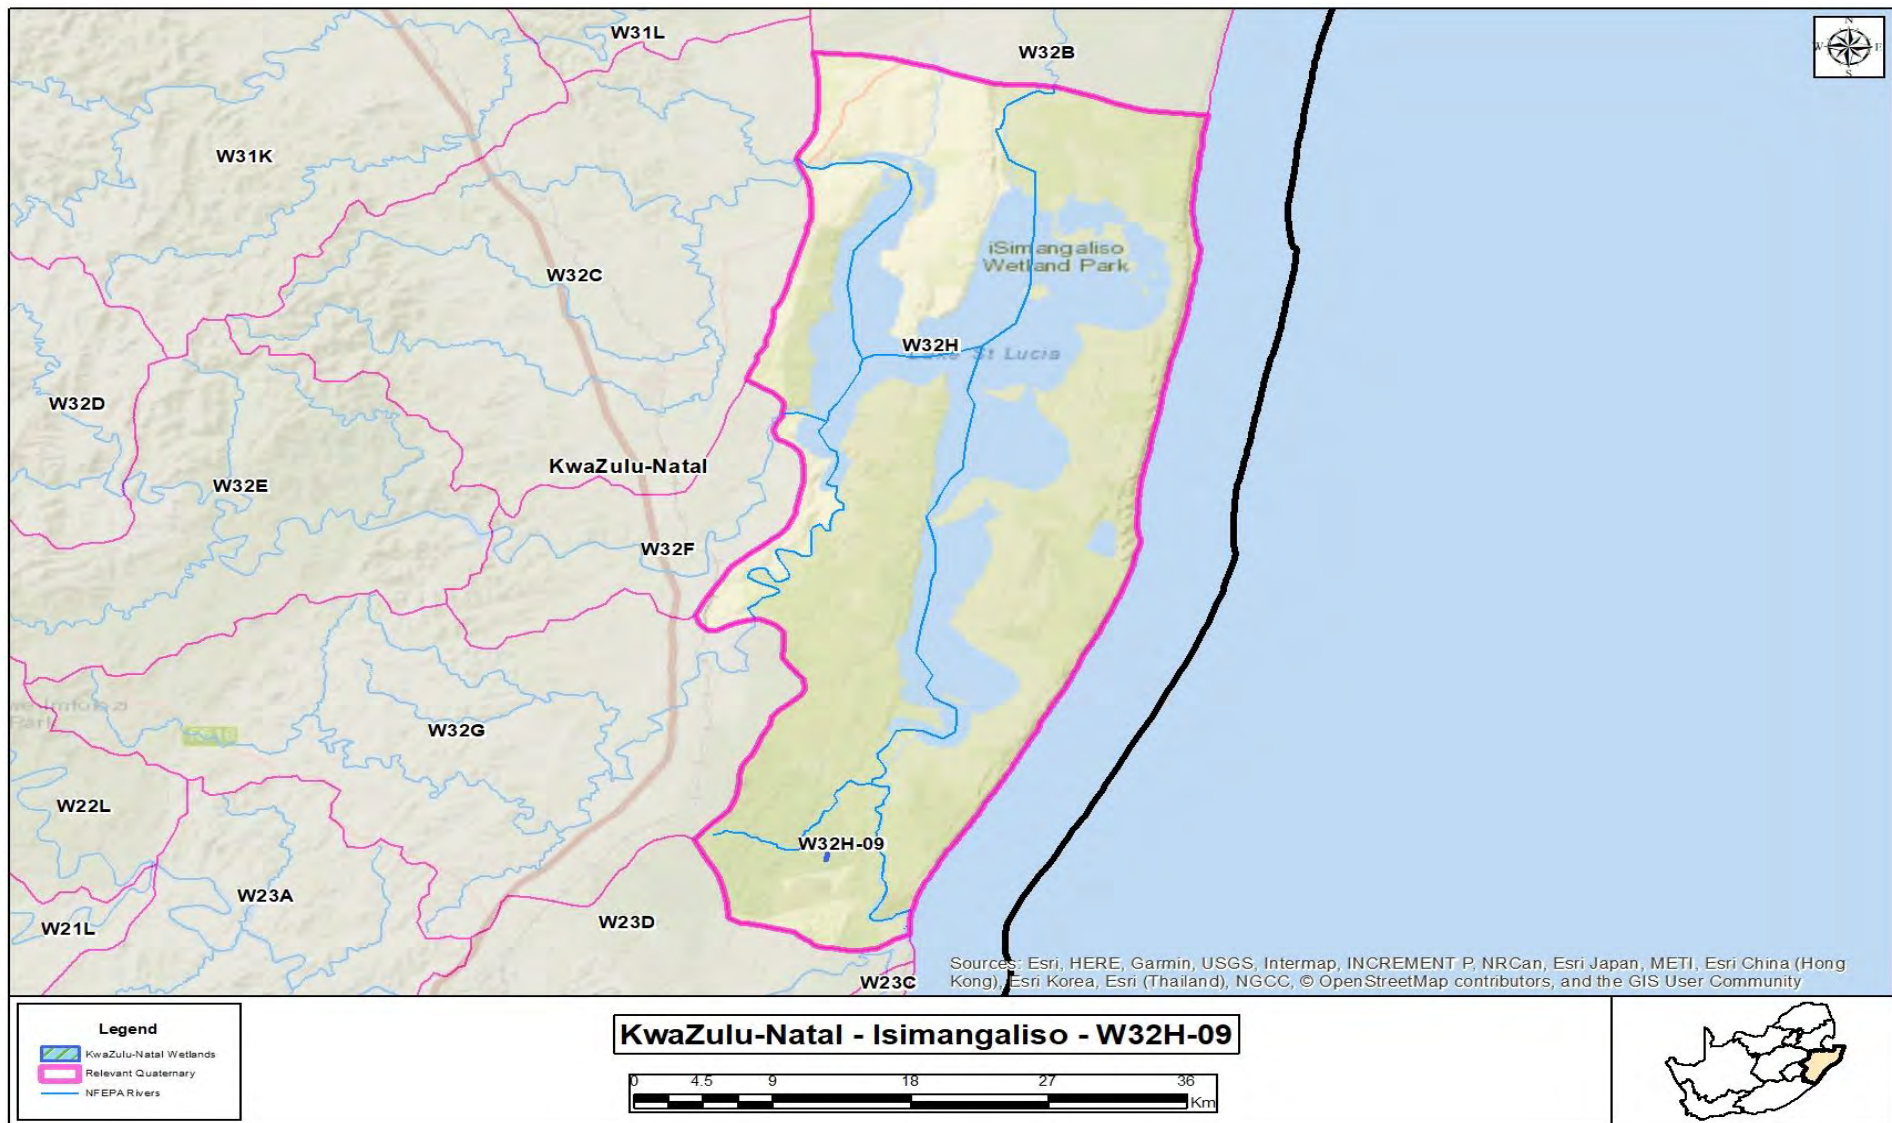 W31L
W32B
N
W E
S
W31K
iSimangaliso
Wetland Park
W32C
W32H
Lake St Lucia
W32D
KwaZulu-Natal
W32E
W32F
W32G
W22L
W32H-09
W23A
W23D
W21L
W23C
Sources: Esri, HERE, Garmin, USGS, Intermap, INCREMENT P, NRCan, Esri Japan, METI, Esri China (Hong
Kong), Esri Korea, Esri (Thailand), NGCC, © OpenStreetMap contributors, and the GIS User Community
Legend
KwaZulu-Natal Wetlands
Relevant Quaternary
NFEPA Rivers
KwaZulu-Natal - Isimangaliso - W32H-09
0 4.5 9 18 27 36
Km